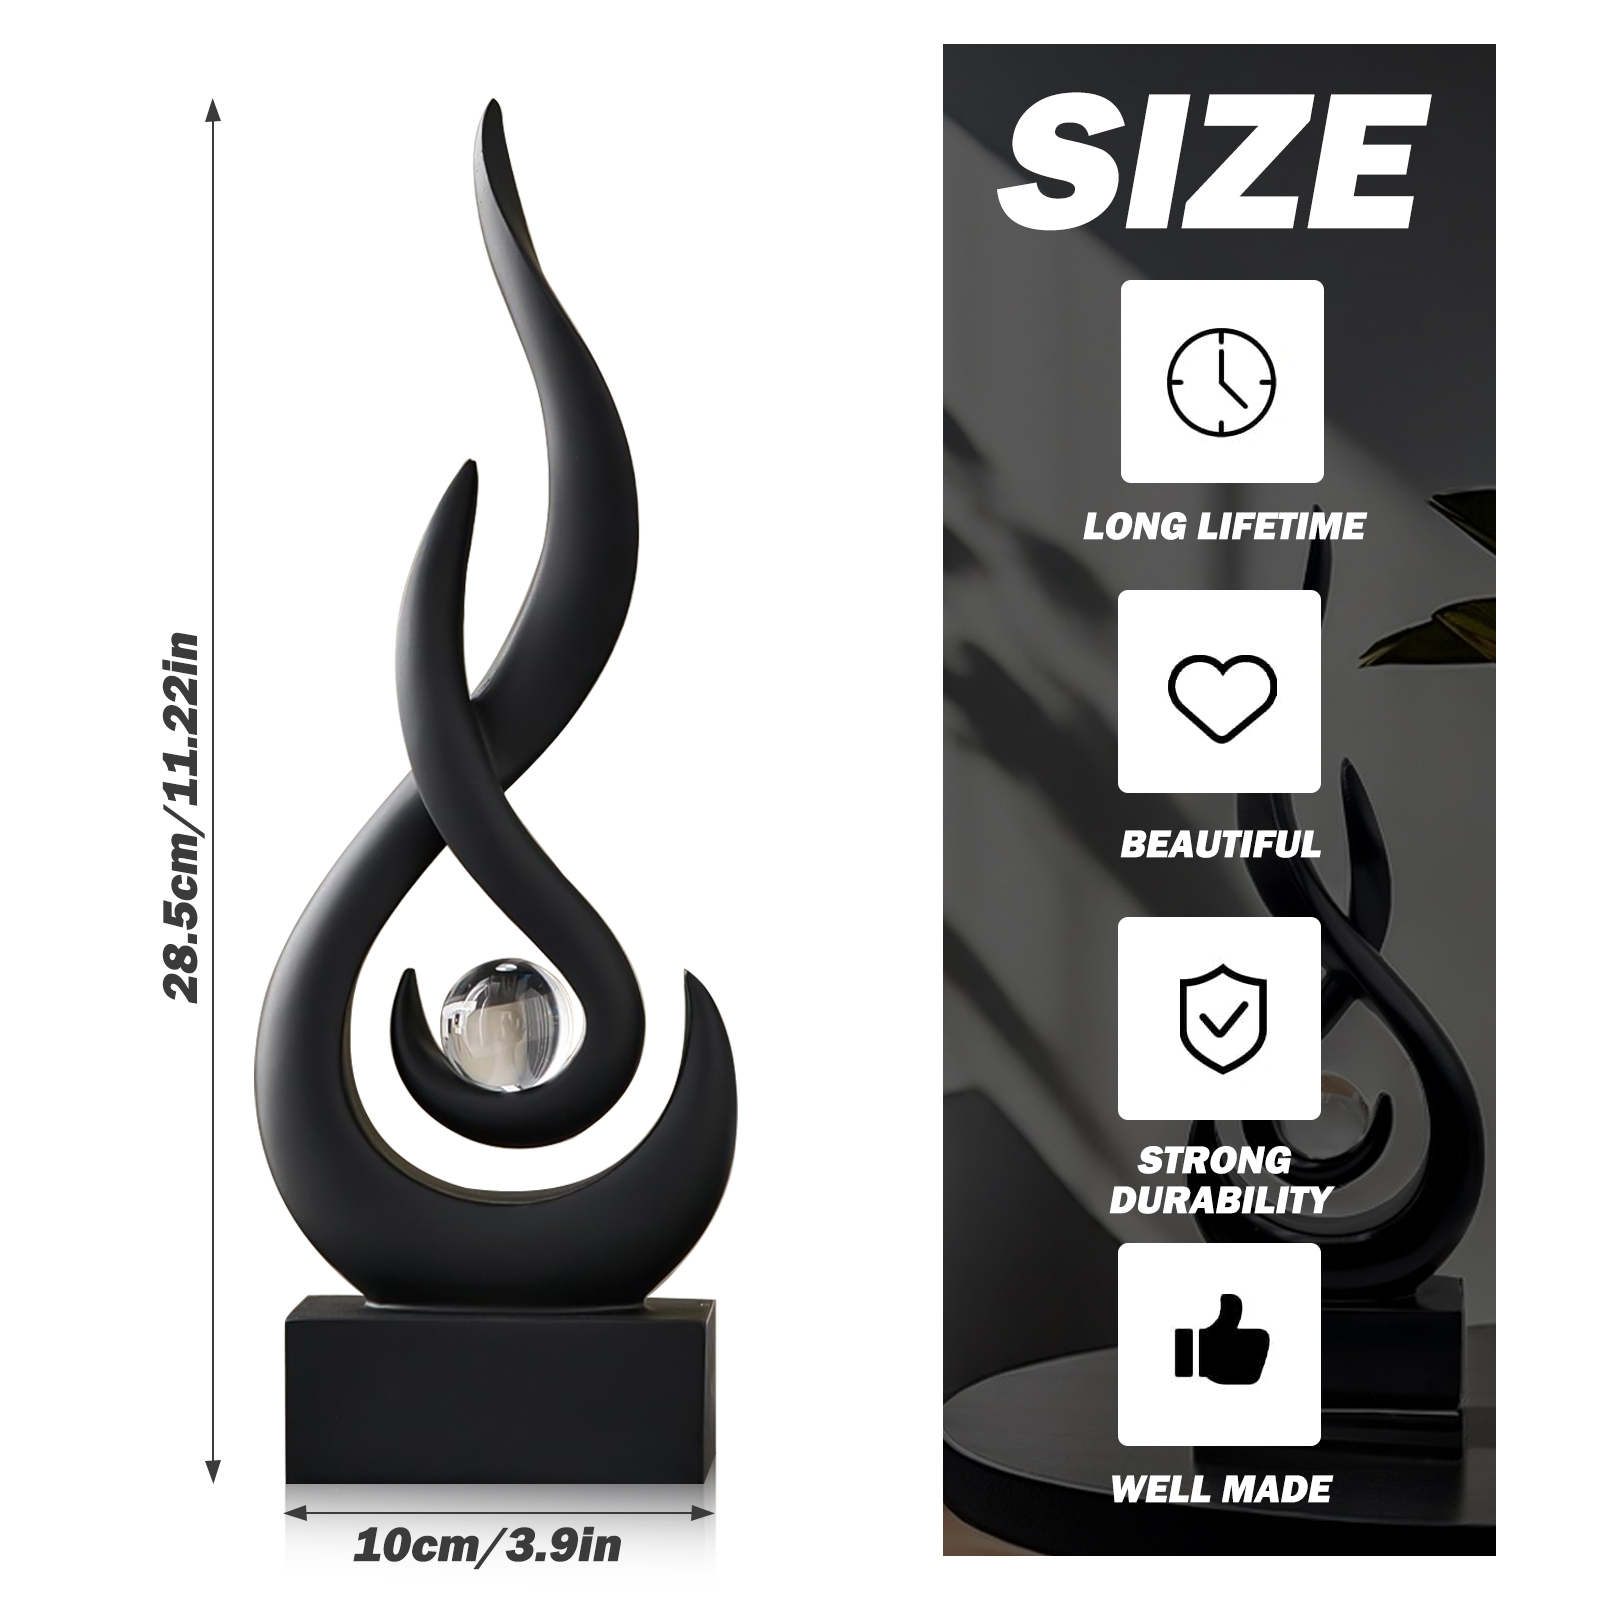 28.5cm/11.22in
10cm/3.9in
SIZE
LONG LIFETIME
BEAUTIFUL
STRONG
DURABILITY
WELL MADE